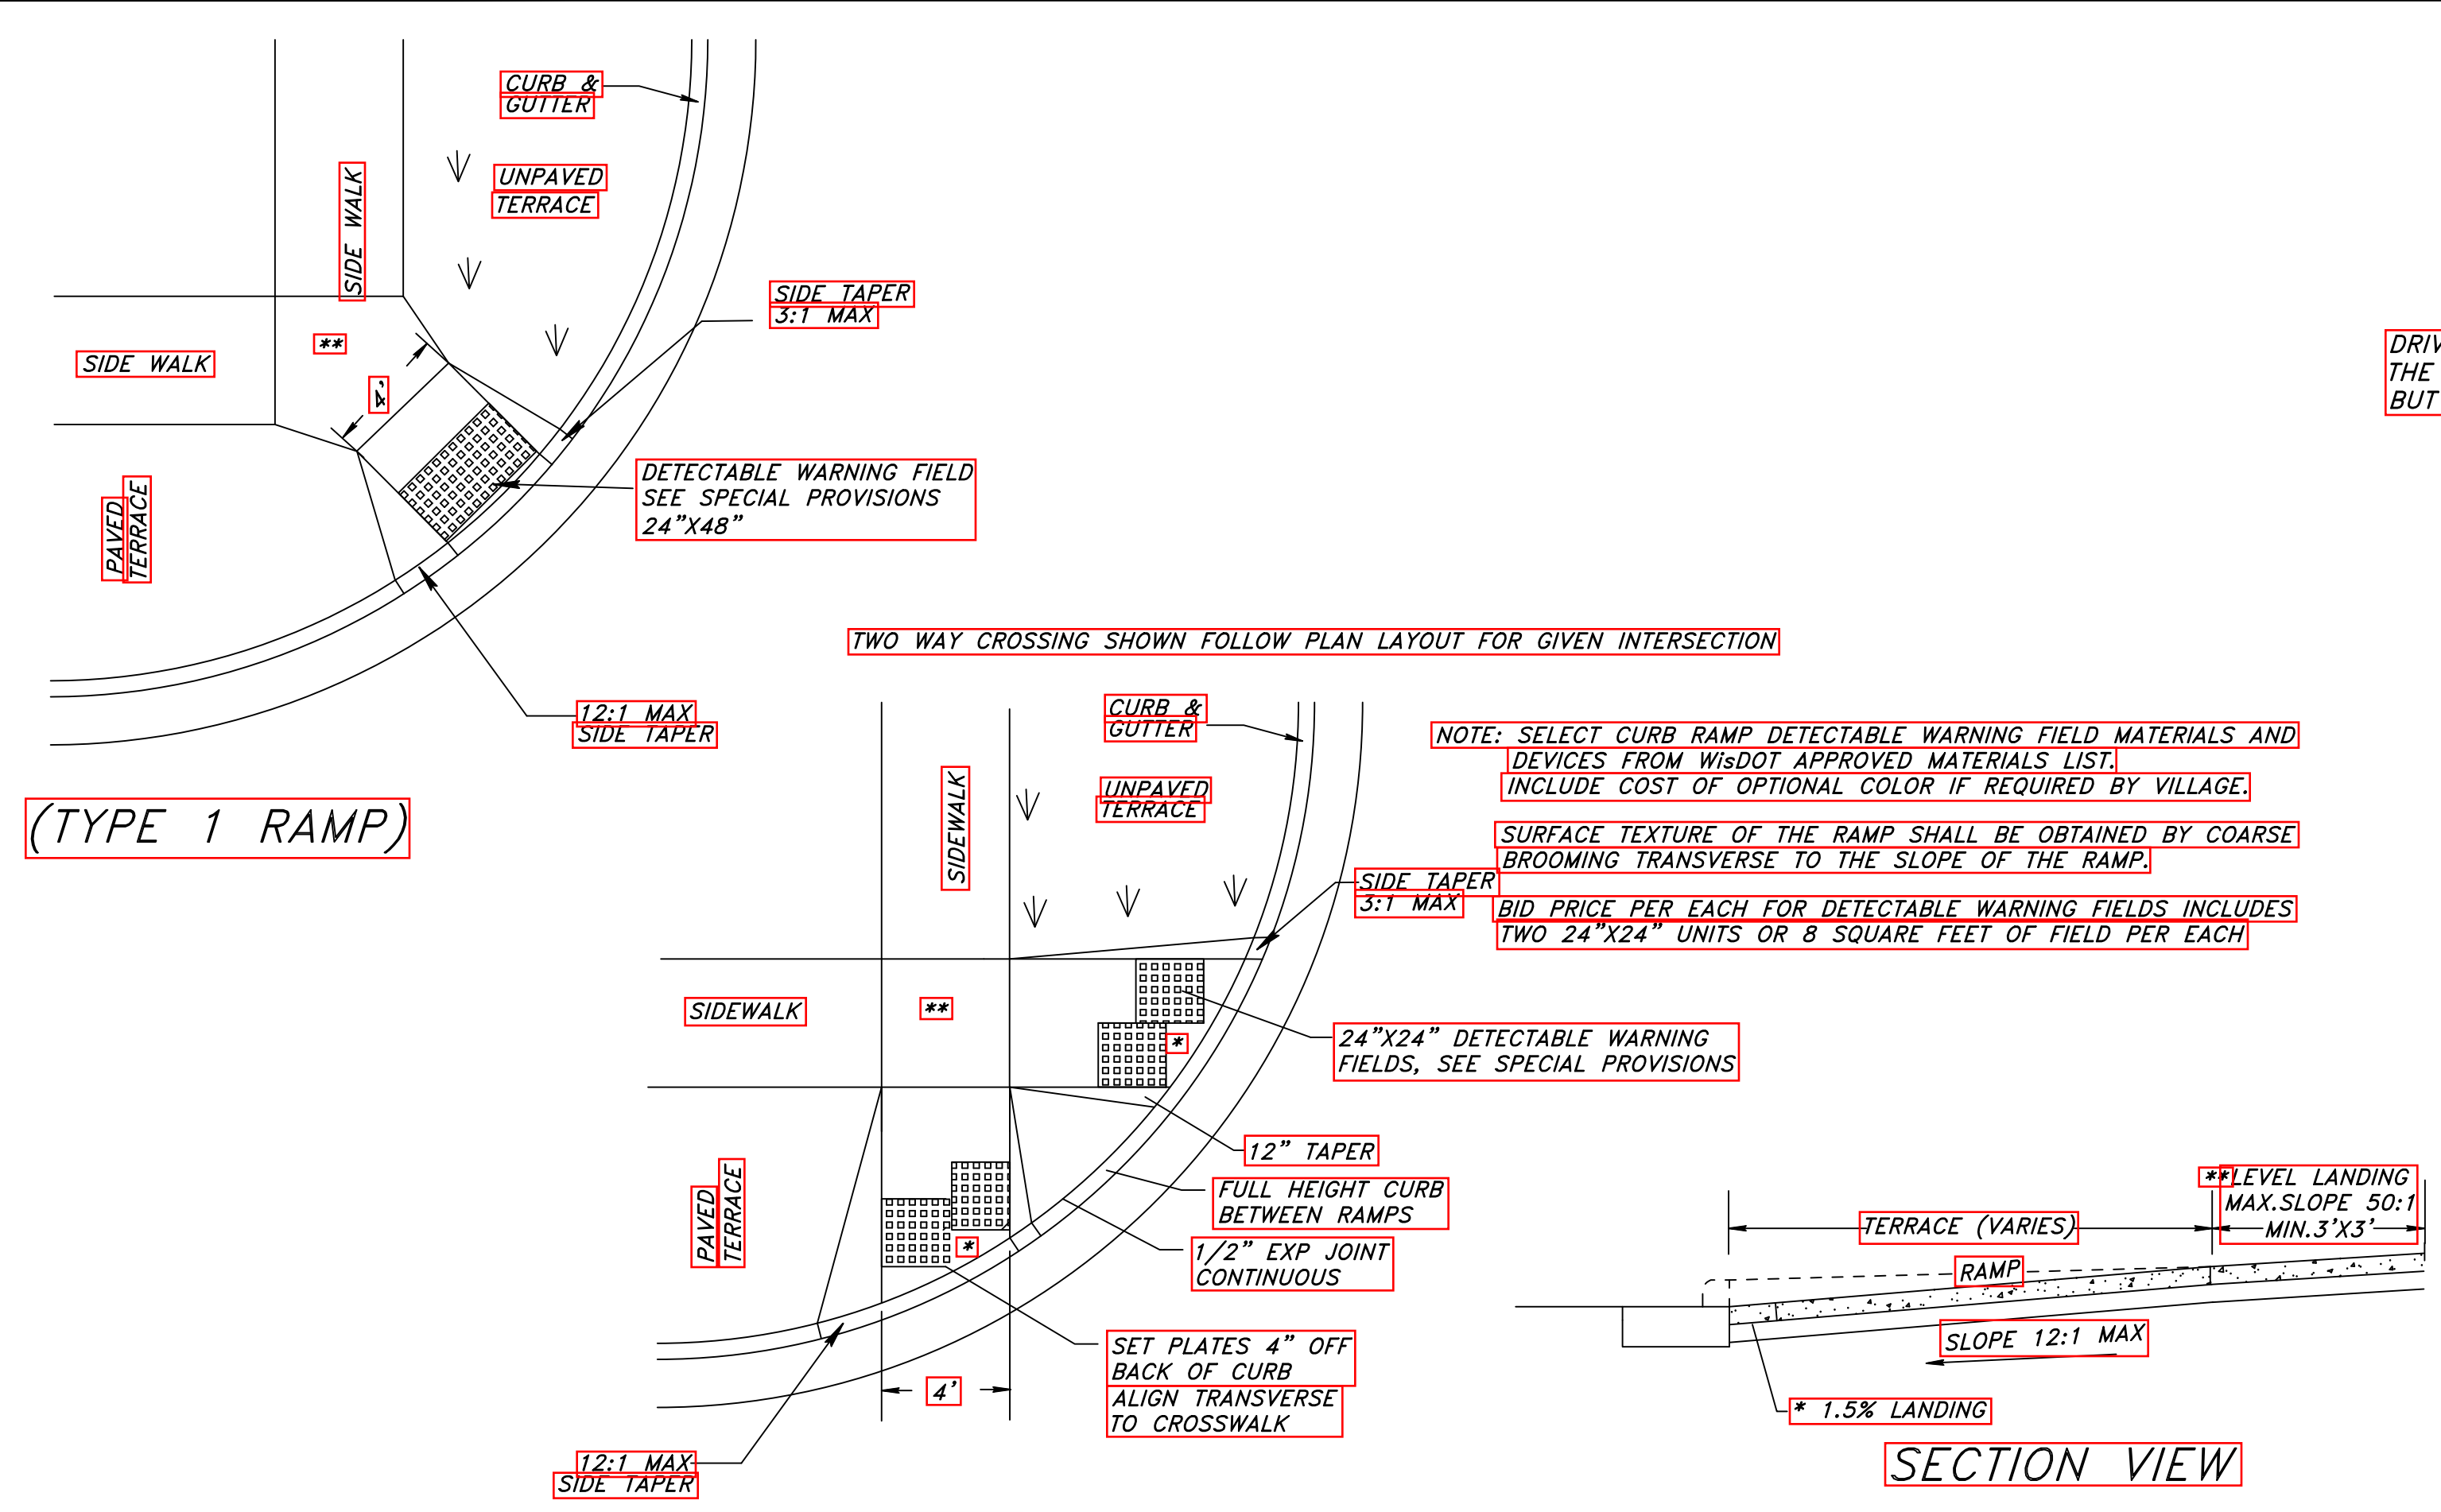 CURB &
GUTTER
UNPAVED
TERRACE
SIDE WALK
SIDE TAPER
3:1 MAX
**
SIDE WALK
4'
DETECTABLE WARNING FIELD
SEE SPECIAL PROVISIONS
24"X48"
PAVED
TERRACE
12:1 MAX
SIDE TAPER
(TYPE 1 RAMP)
DRIV
THE
BUT
TWO WAY CROSSING SHOWN FOLLOW PLAN LAYOUT FOR GIVEN INTERSECTION
CURB &
GUTTER
UNPAVED
TERRACE
SIDEWALK
SIDE TAPER
3:1 MAX
NOTE: SELECT CURB RAMP DETECTABLE WARNING FIELD MATERIALS AND
DEVICES FROM WisDOT APPROVED MATERIALS LIST.
INCLUDE COST OF OPTIONAL COLOR IF REQUIRED BY VILLAGE.
SURFACE TEXTURE OF THE RAMP SHALL BE OBTAINED BY COARSE
BROOMING TRANSVERSE TO THE SLOPE OF THE RAMP.
BID PRICE PER EACH FOR DETECTABLE WARNING FIELDS INCLUDES
TWO 24"X24" UNITS OR 8 SQUARE FEET OF FIELD PER EACH
SIDEWALK
**
*
24"X24" DETECTABLE WARNING
FIELDS, SEE SPECIAL PROVISIONS
12" TAPER
FULL HEIGHT CURB
BETWEEN RAMPS
1/2" EXP JOINT
CONTINUOUS
PAVED
TERRACE
*
SET PLATES 4" OFF
BACK OF CURB
ALIGN TRANSVERSE
TO CROSSWALK
4'
12:1 MAX
SIDE TAPER
**LEVEL LANDING
MAX.SLOPE 50:1
MIN.3'X3'
TERRACE (VARIES)
RAMP
SLOPE 12:1 MAX
* 1.5% LANDING
SECTION VIEW